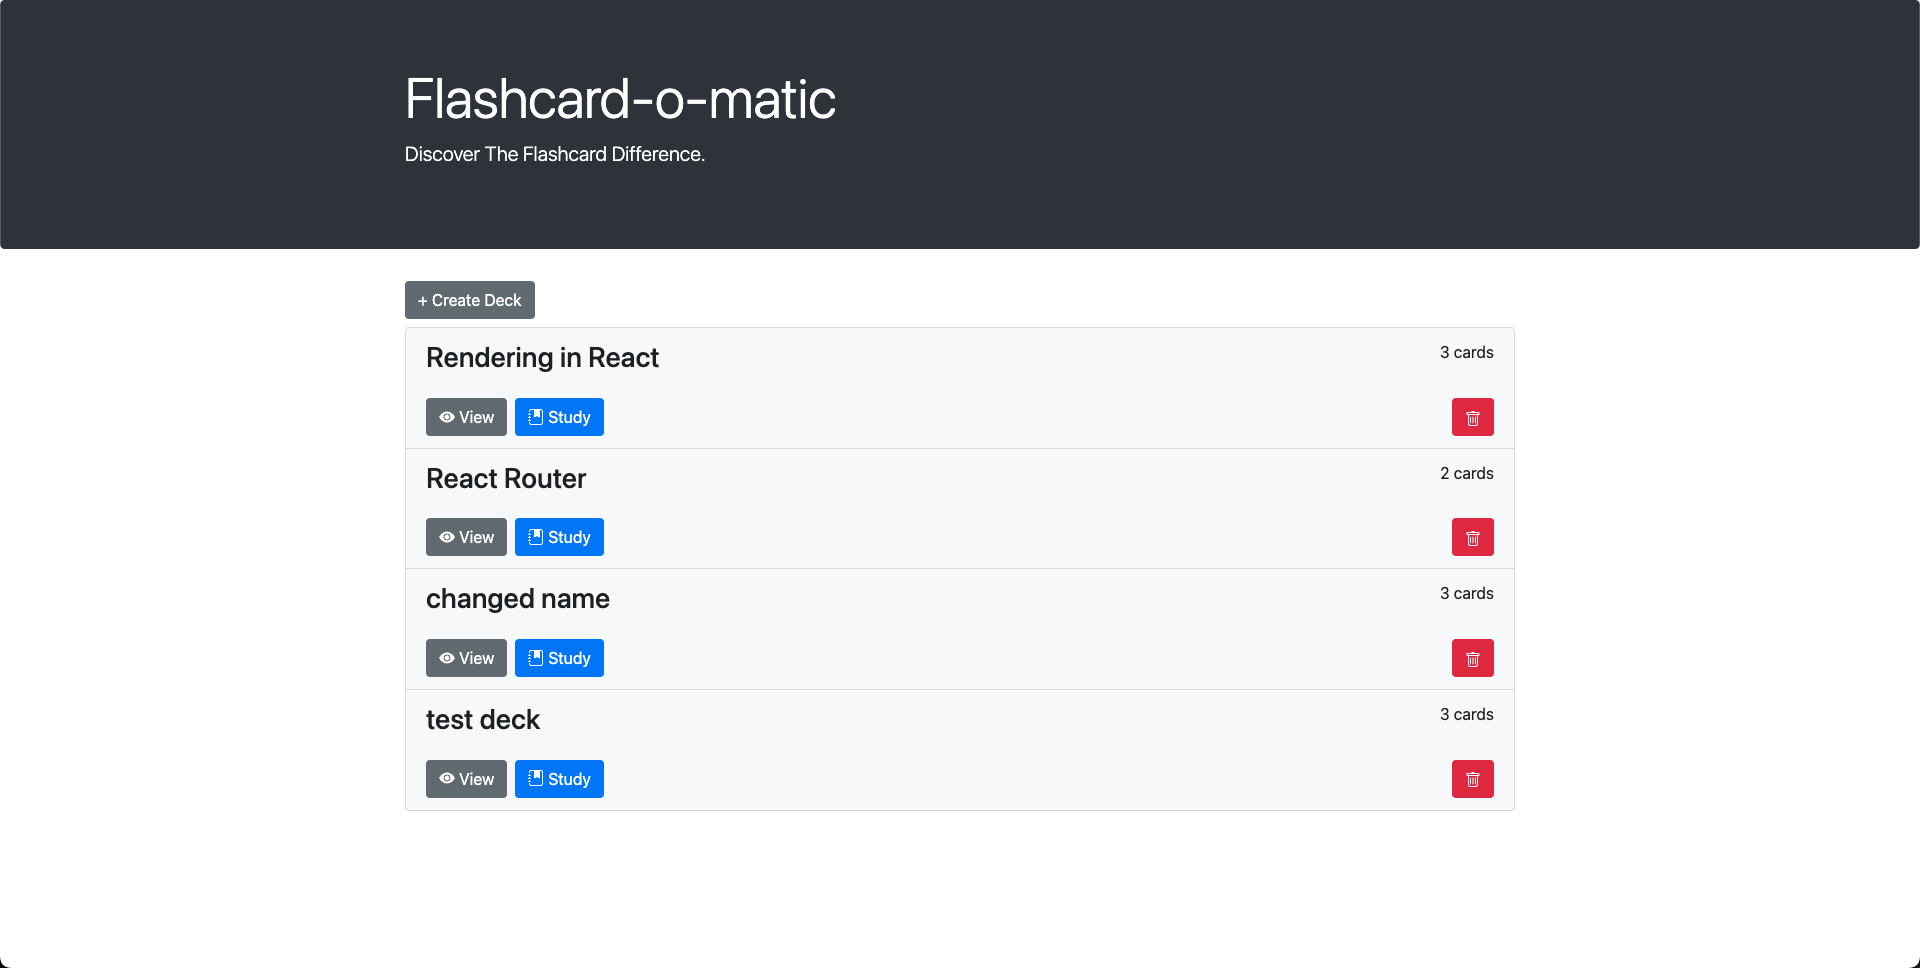 Flashcard-o-matic
Discover The Flashcard Difference.
+ Create Deck
Rendering in React
3 cards
View
Study
React Router
2 cards
View
Study
changed name
3 cards
View
Study
test deck
3 cards
View
Study